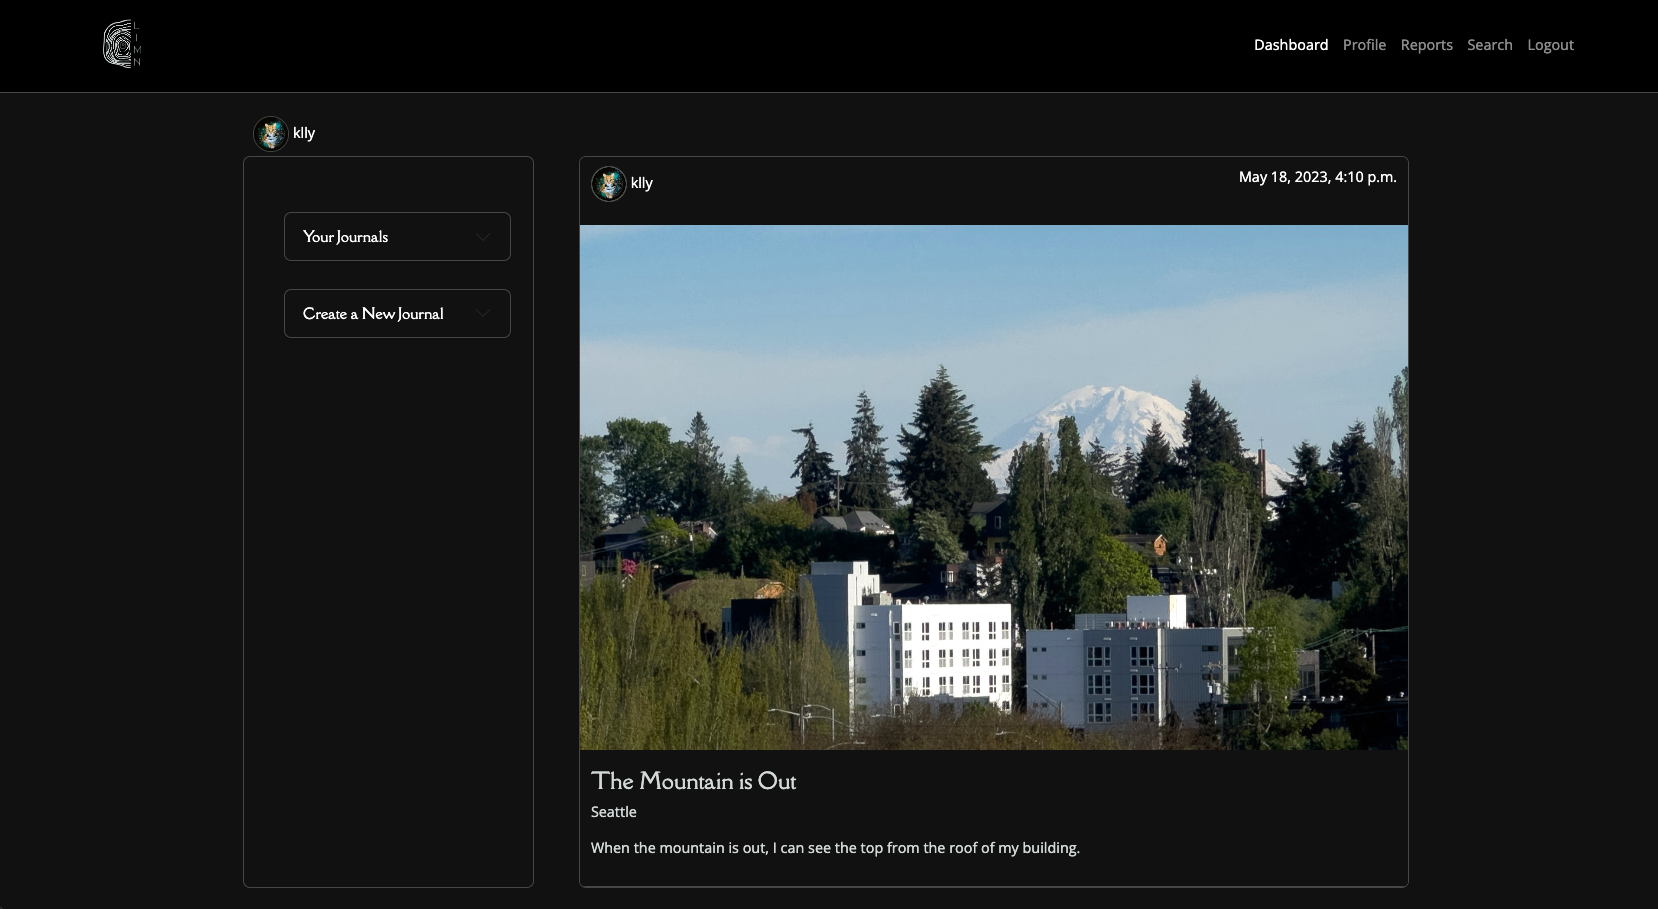 LIMN
Dashboard Profile Reports Search Logout
klly
Your Journals
Create a New Journal
klly
May 18, 2023, 4:10 p.m.
The Mountain is Out
Seattle
When the mountain is out, I can see the top from the roof of my building.